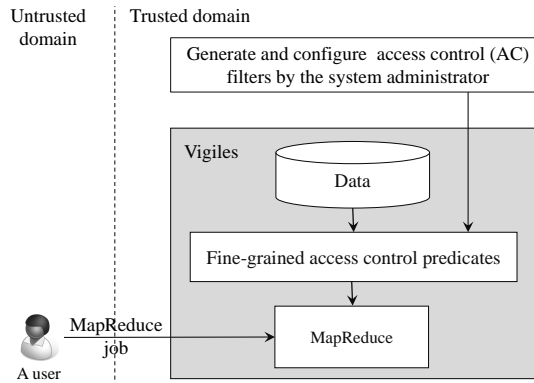 Untrusted
domain
Trusted domain
Generate and configure access control (AC)
filters by the system administrator
Vigiles
Data
Fine-grained access control predicates
MapReduce
MapReduce
job
A user